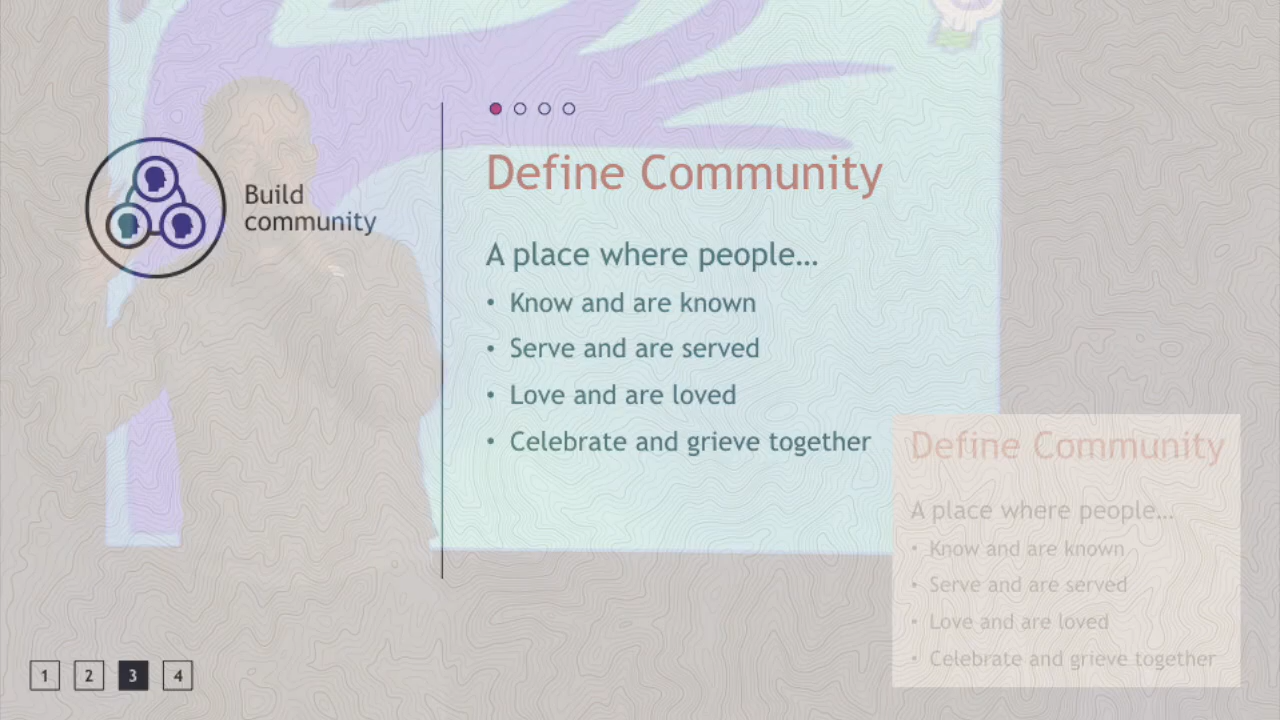 Build
community
Define Community
A place where people…
• Know and are known
• Serve and are served
• Love and are loved
• Celebrate and grieve together
Define Community
A place where people…
• Know and are known
• Serve and are served
• Love and are loved
• Celebrate and grieve together
1 2 3 4